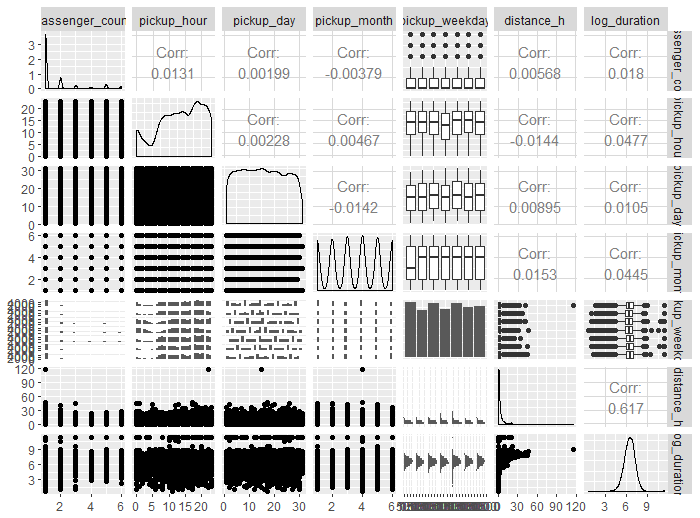 assenger_coun pickup_hour pickup_day pickup_month pickup_weekday distance_h log_duration
3
2
1
0
Corr:
0.0131
Corr:
0.00199
Corr:
-0.00379
Corr:
0.00568
Corr:
0.018
ssenger_co
20
15
10
5
0
Corr:
0.00228
Corr:
0.00467
Corr:
-0.0144
Corr:
0.0477
pickup_hou
30
20
10
0
Corr:
-0.0142
Corr:
0.00895
Corr:
0.0105
pickup_day
6
4
2
Corr:
0.0153
Corr:
0.0445
ickup_mon
4000
2000
kup_weekd
120
90
60
30
0
Corr:
0.617
distance_h
9
6
3
og_duration
2 4 6 0 5 10 15 20 0 10 20 30 2 4 6 0 30 60 90 120 3 6 9